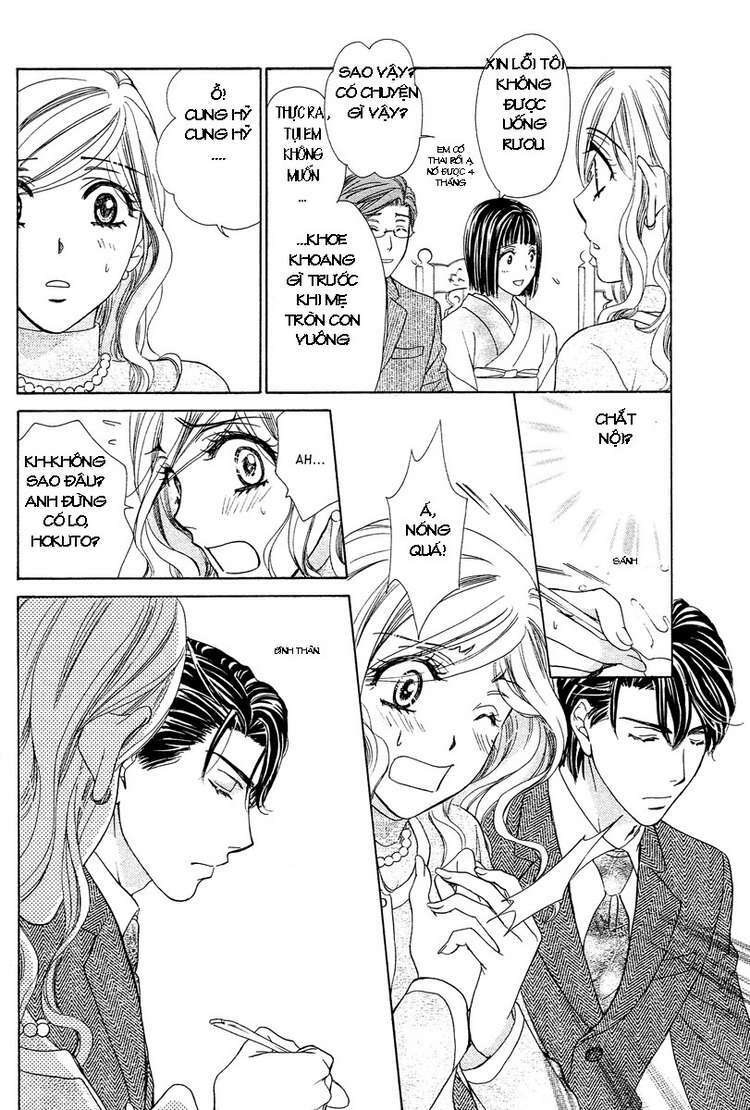 XIN LỖI TÔI
KHÔNG
ĐƯỢC
UỐNG
RƯỢU
EM CÓ
THAI RỒI Ạ
NÓ ĐƯỢC 4
THÁNG
SAO VẬY?
CÓ CHUYỆN
GÌ VẬY?
THỰC RA,
TỤI EM
KHÔNG
MUỐN
...
...KHOE
KHOANG
GÌ TRƯỚC
KHI MẸ
TRÒN CON
VUÔNG
Ồ!
CUNG HỶ
CUNG HỶ
....
CHẮT
NỘI?
SÁNH
Á,
NÓNG
QUÁ!
AH...
KH-KHÔNG
SAO ĐÂU?
ANH ĐỪNG
CÓ LO,
HOKUTO?
BÌNH THẢN